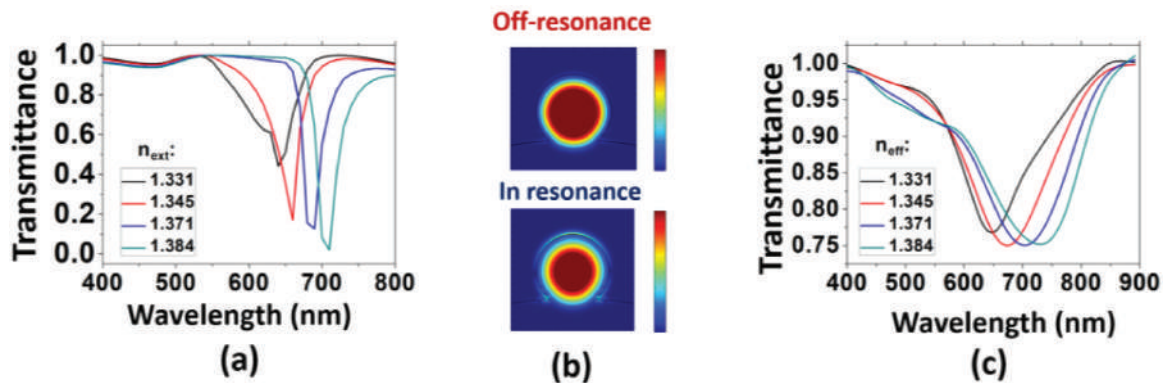 Off-resonance
In resonance
(b)
Transmittance
1.0
0.8
0.6
0.4
0.2
0.0
n_ext:
1.331
1.345
1.371
1.384
400 500 600 700 800
Wavelength (nm)
(a)
Transmittance
1.00
0.95
0.90
0.85
0.80
0.75
n_eff:
1.331
1.345
1.371
1.384
400 500 600 700 800 900
Wavelength (nm)
(c)